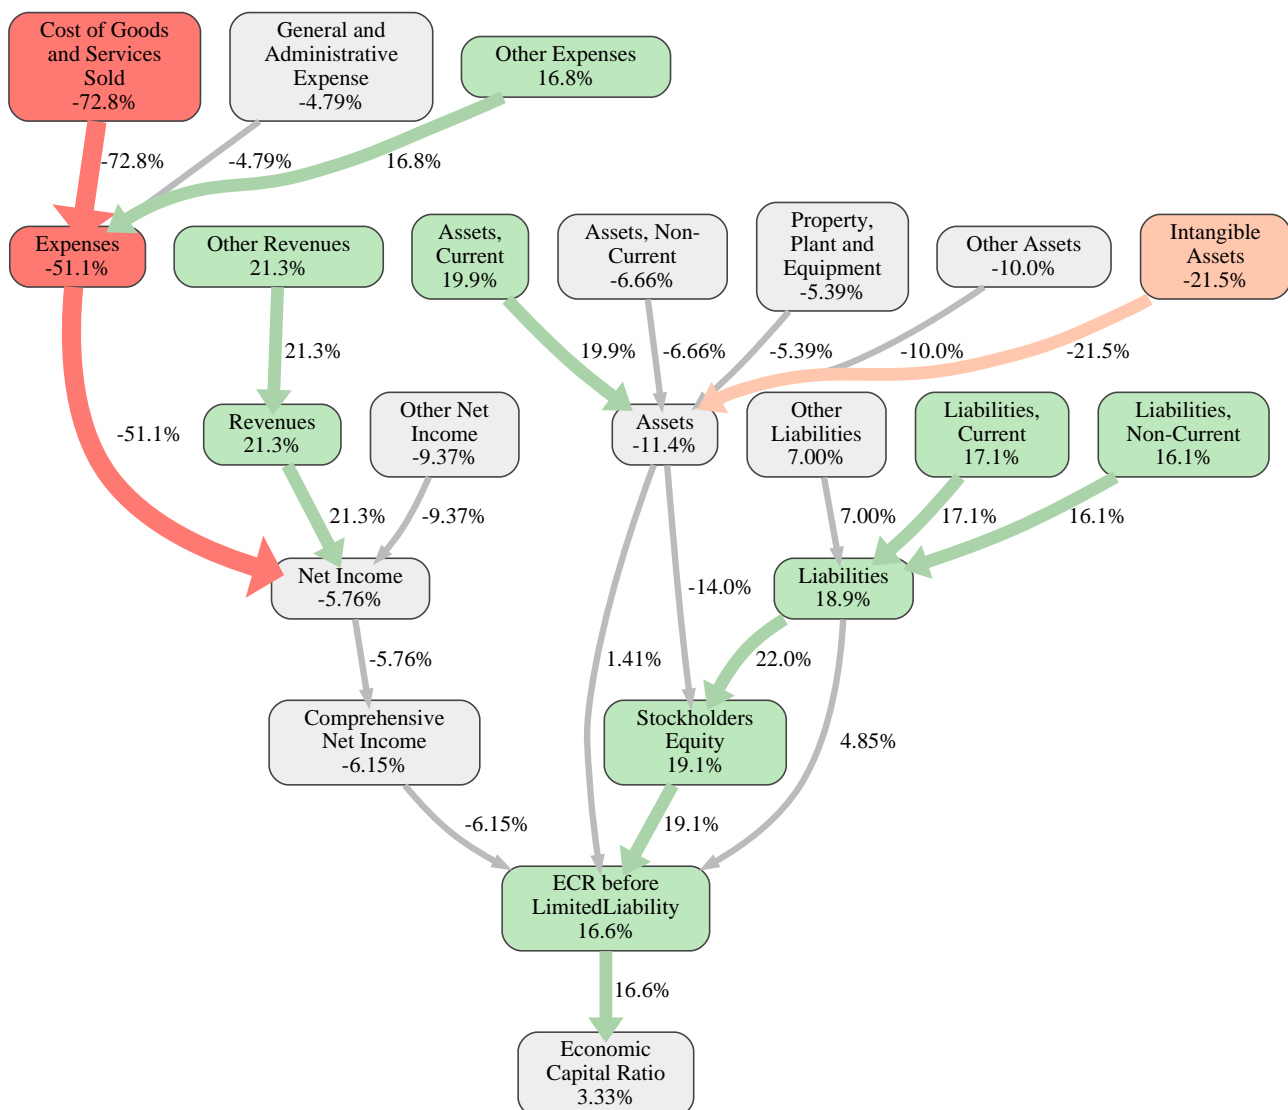 Cost of Goods
and Services
Sold
-72.8%
General and
Administrative
Expense
-4.79%
Other Expenses
16.8%
-72.8%
-4.79%
16.8%
Expenses
-51.1%
Other Revenues
21.3%
Assets,
Current
19.9%
Assets, Non-
Current
-6.66%
Property,
Plant and
Equipment
-5.39%
Other Assets
-10.0%
Intangible
Assets
-21.5%
21.3%
19.9%
-6.66%
-5.39%
-10.0%
-21.5%
-51.1%
Revenues
21.3%
Other Net
Income
-9.37%
Assets
-11.4%
Other
Liabilities
7.00%
Liabilities,
Current
17.1%
Liabilities,
Non-Current
16.1%
21.3%
-9.37%
7.00%
17.1%
16.1%
Net Income
-5.76%
-14.0%
Liabilities
18.9%
-5.76%
1.41%
22.0%
Comprehensive
Net Income
-6.15%
Stockholders
Equity
19.1%
4.85%
-6.15%
19.1%
ECR before
LimitedLiability
16.6%
16.6%
Economic
Capital Ratio
3.33%